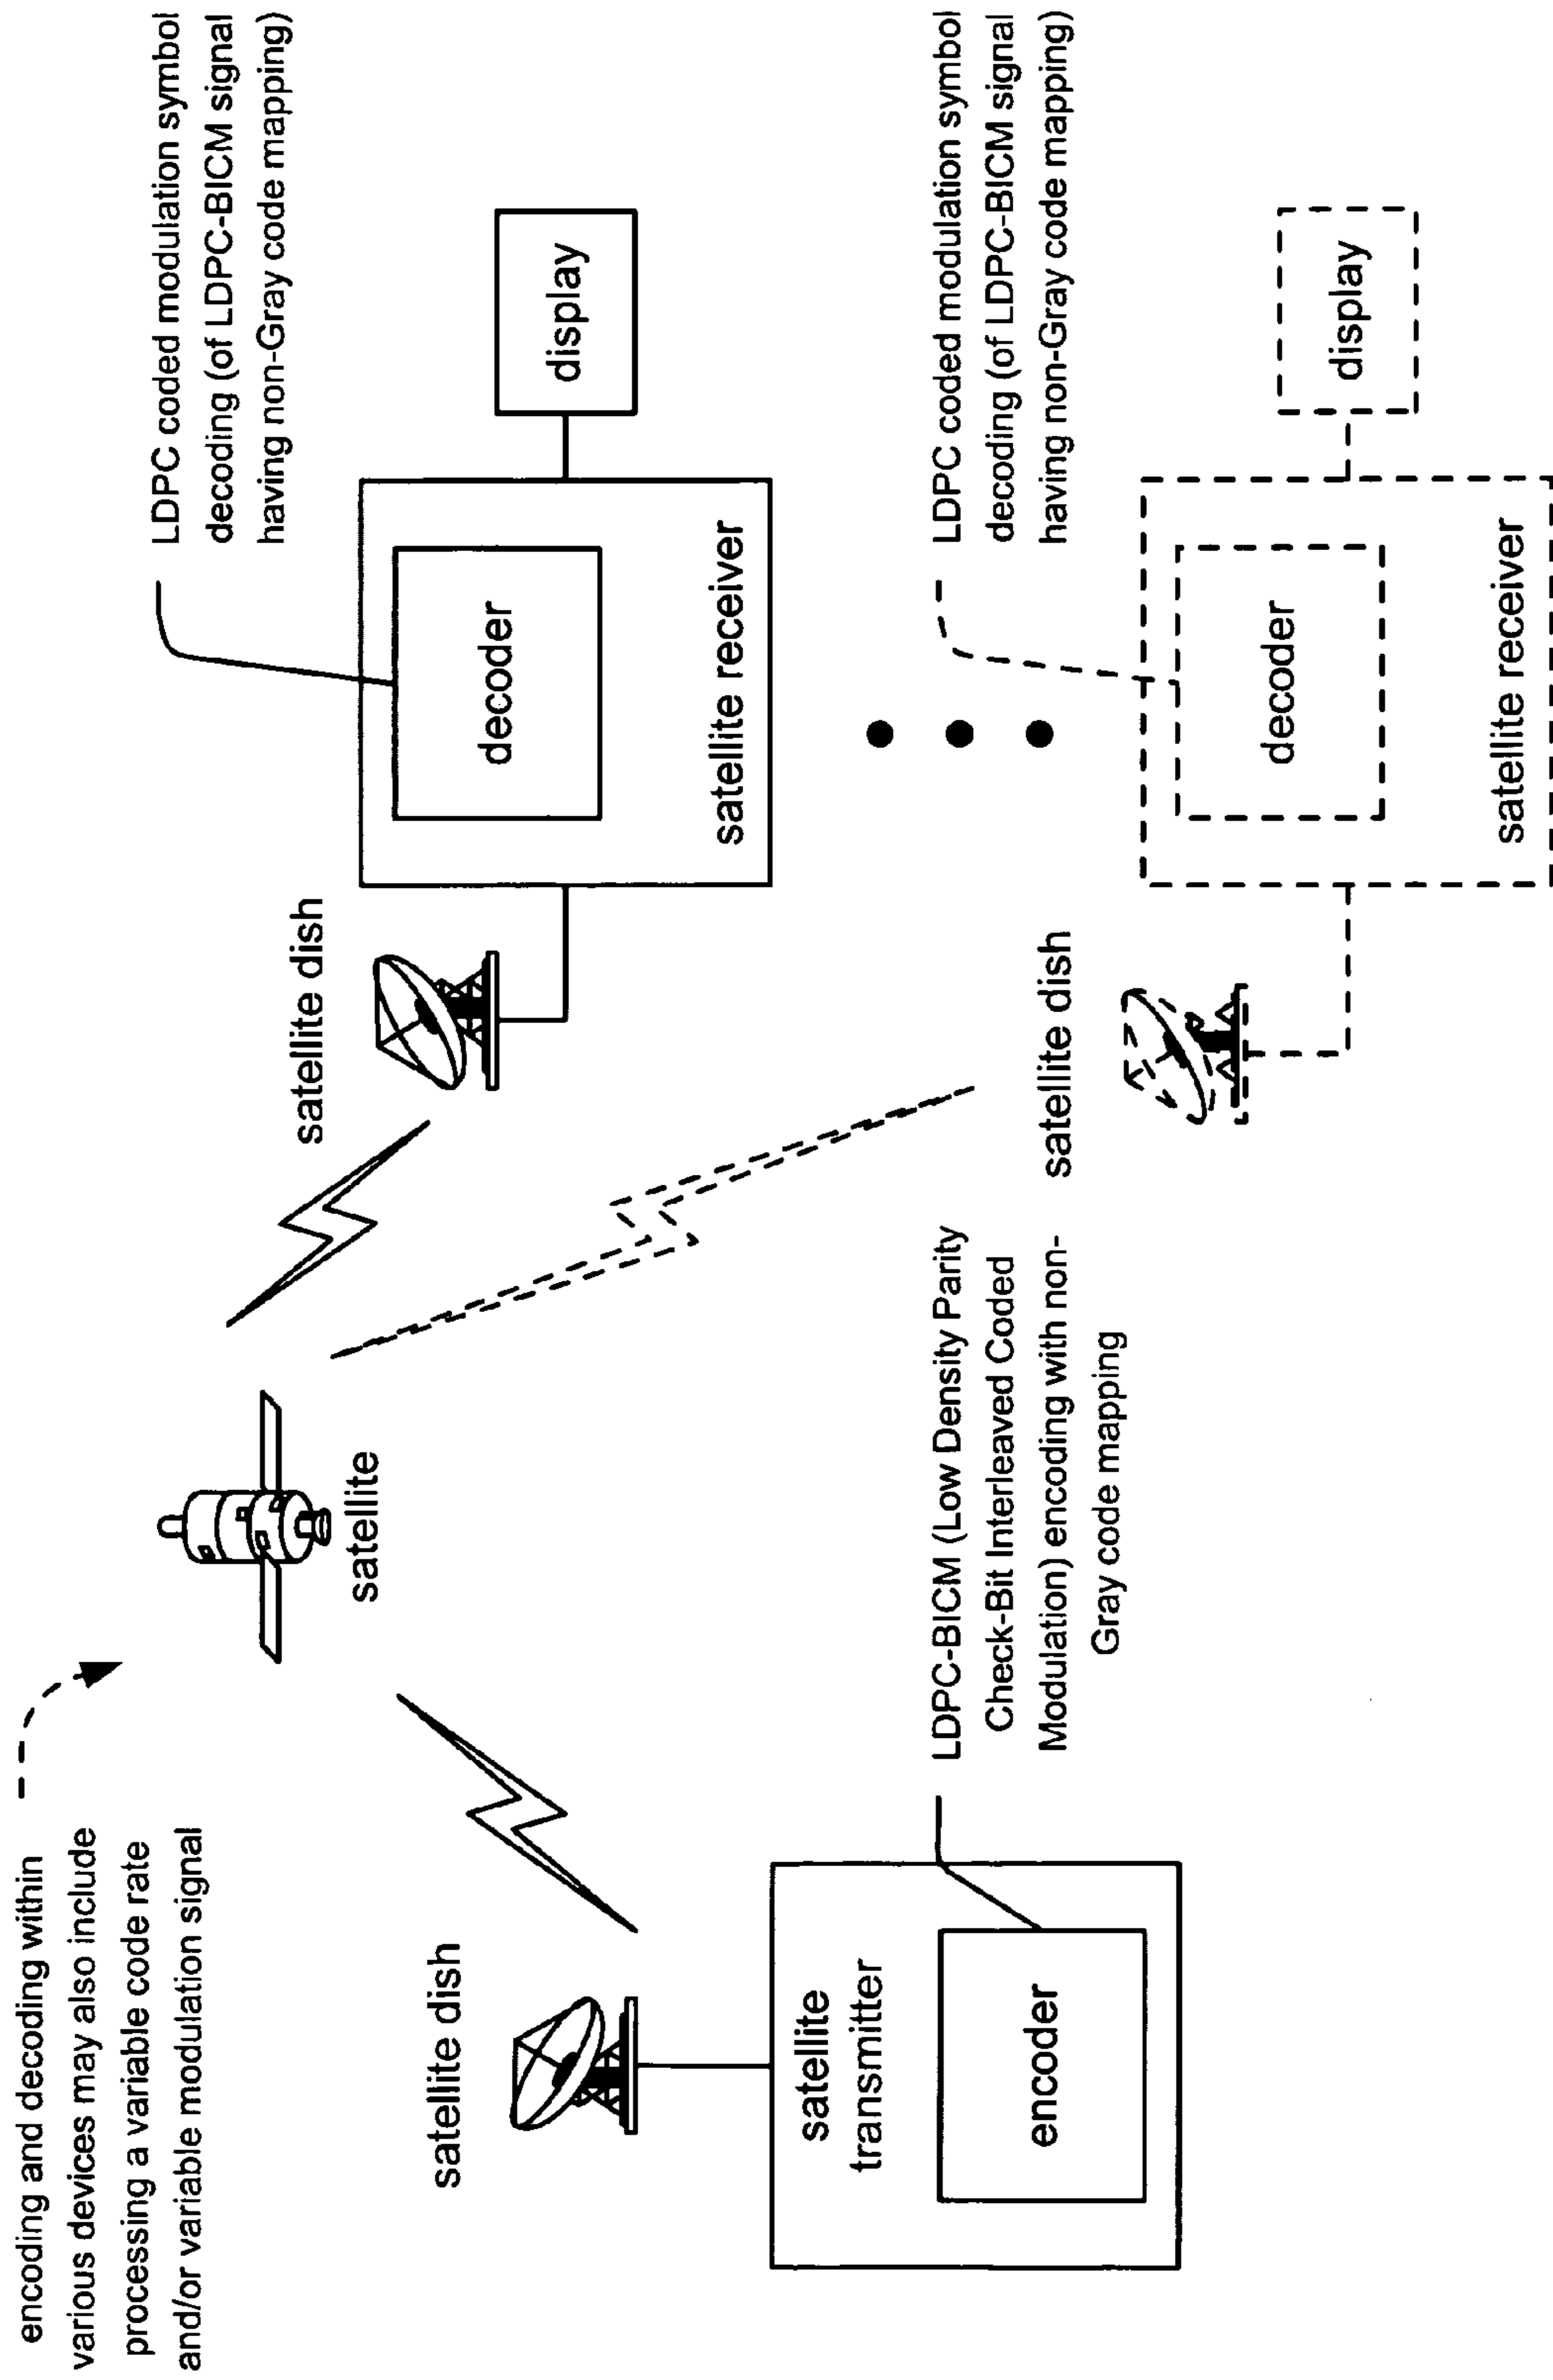 encoding and decoding within
various devices may also include
processing a variable code rate
and/or variable modulation signal
satellite
satellite dish
satellite
transmitter
encoder
LDPC-BICM (Low Density Parity
Check-Bit Interleaved Coded
Modulation) encoding with non-
Gray code mapping
satellite dish
LDPC coded modulation symbol
decoding (of LDPC-BICM signal
having non-Gray code mapping)
decoder
satellite receiver
display
satellite dish
LDPC coded modulation symbol
decoding (of LDPC-BICM signal
having non-Gray code mapping)
decoder
satellite receiver
display